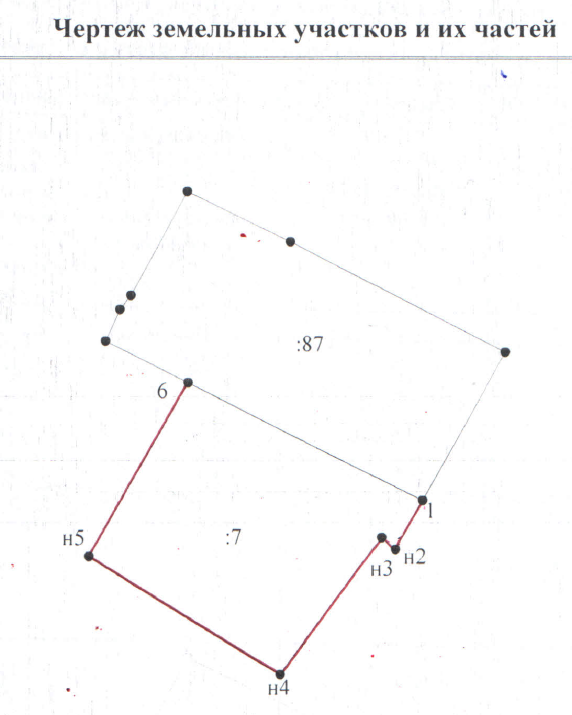 Чертеж земельных участков и их частей
:87
6
1
н5
:7
н2
н3
н4